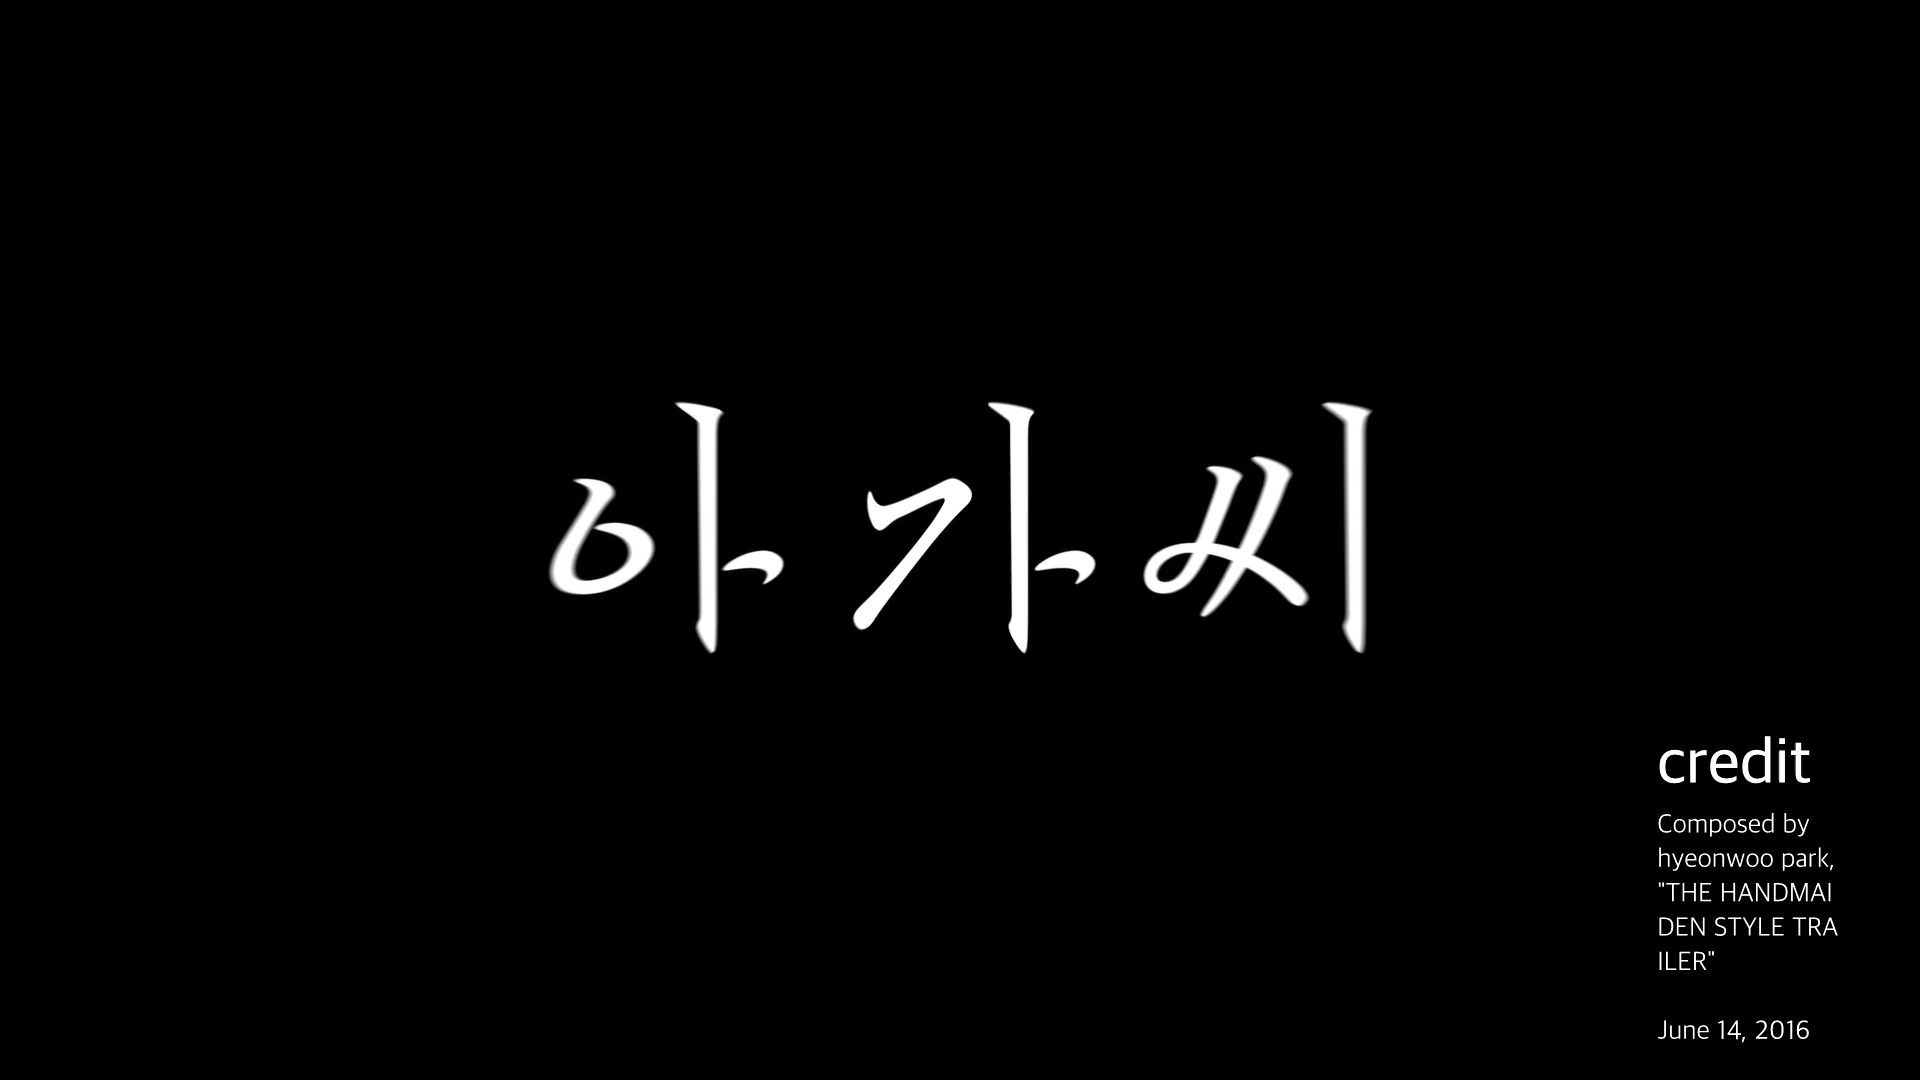 아가씨
credit
Composed by
hyeonwoo park,
"THE HANDMAI
DEN STYLE TRA
ILER"
June 14, 2016